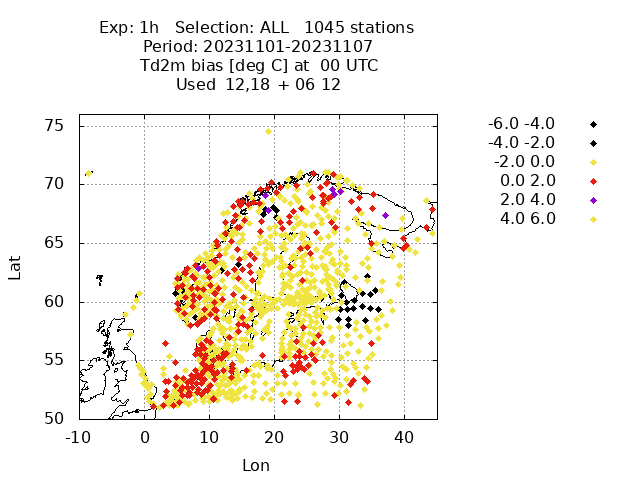 Exp: 1h   Selection: ALL   1045 stations
Period: 20231101-20231107
Td2m bias [deg C] at  00 UTC
Used  12,18 + 06 12
-6.0 -4.0
-4.0 -2.0
-2.0 0.0
0.0 2.0
2.0 4.0
4.0 6.0
75
70
65
60
55
50
Lat
-10 0 10 20 30 40
Lon